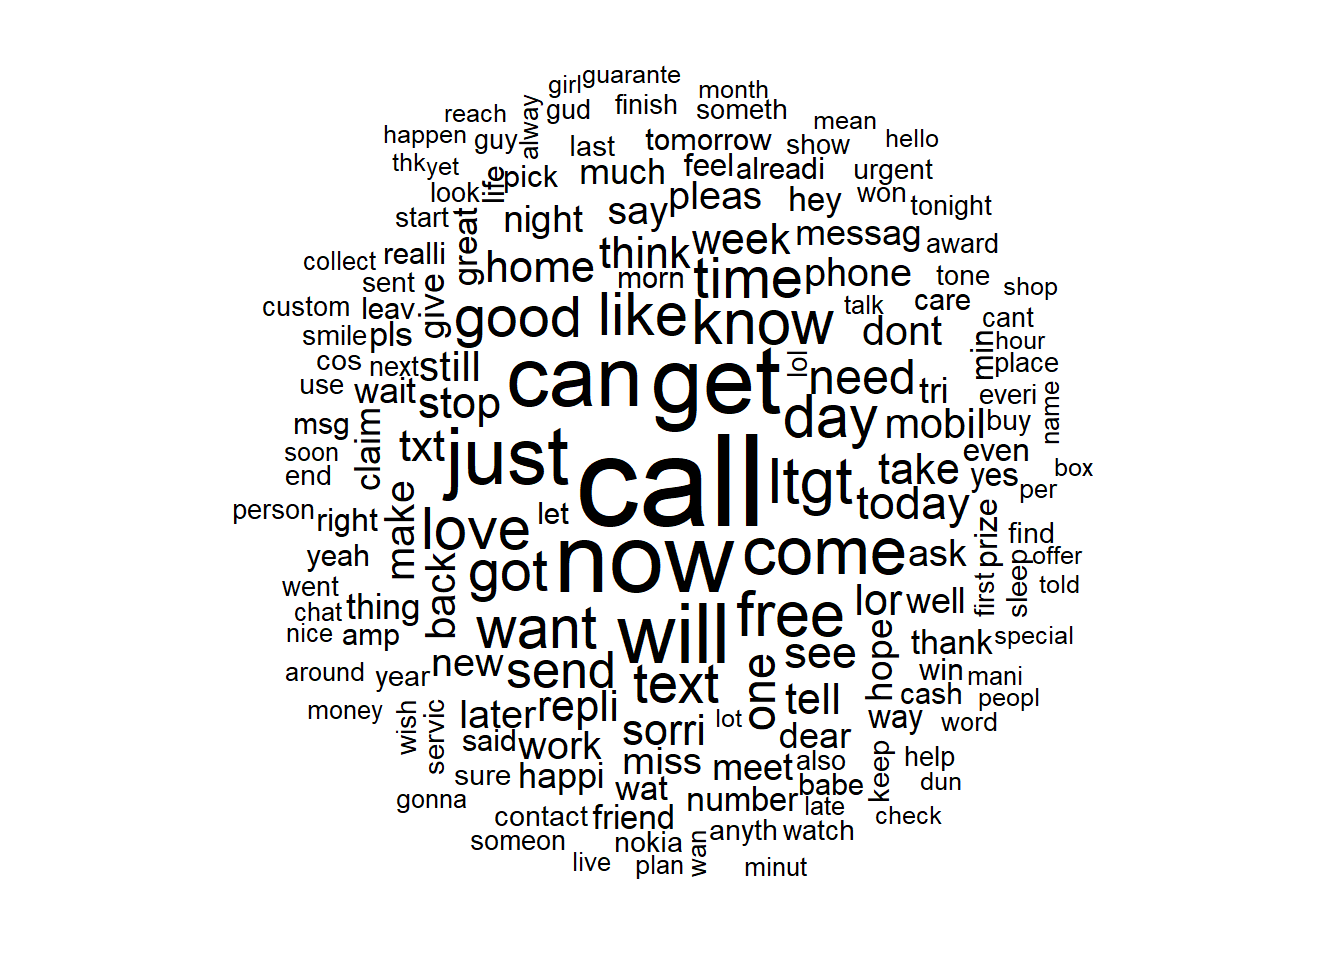 girl guarante
reach alway gud finish month someth mean
happen guy last tomorrow show hello
thk yet life pick much feel alreadi urgent
look say pleas hey won tonight
start great night think week messag award
collect realli home morn time phone tone shop
sent
custom leav give good like know talk care cant
smile pls dont min hour
cos next still can get lol need tri place
use wait stop day mobil everi buy name
msg claim txt just call ltgt take even yes box
soon
end today per
person right make love let now come ask prize find
yeah back got first sleep offer
went told
chat thing want will free lor well
nice amp see hope thank special
around year new send text one tell win mani
money wish servic later repli lot cash peopl
said work sorri dear way word
sure happi miss meet also keep help
gonna wat number babe late dun
contact friend anyth watch check
someon nokia wan
live plan minut